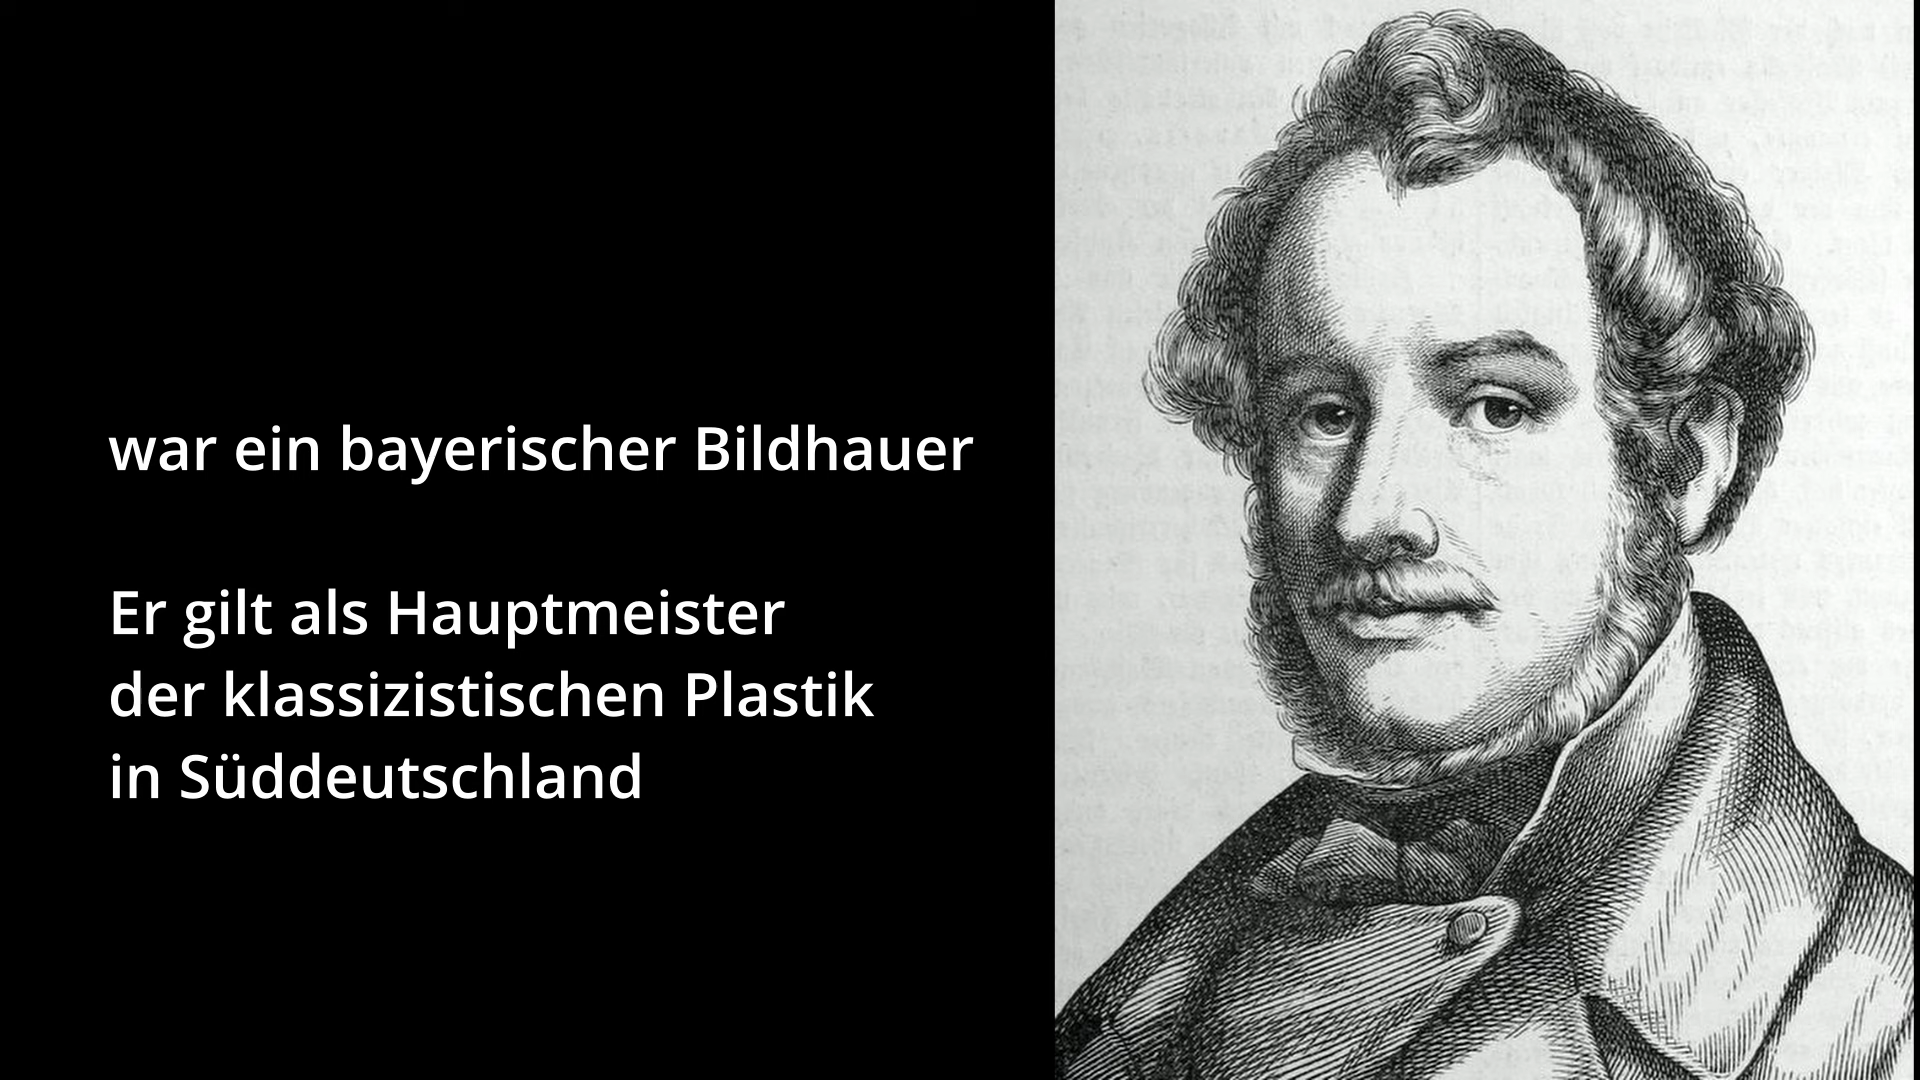 war ein bayerischer Bildhauer
Er gilt als Hauptmeister
der klassizistischen Plastik
in Süddeutschland